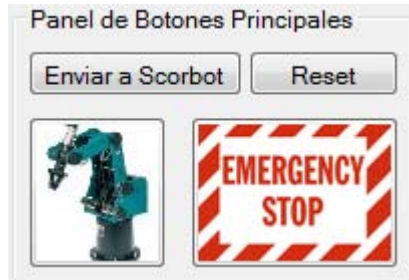 Panel de Botones Principales
Enviar a Scorbot
Reset
EMERGENCY
STOP